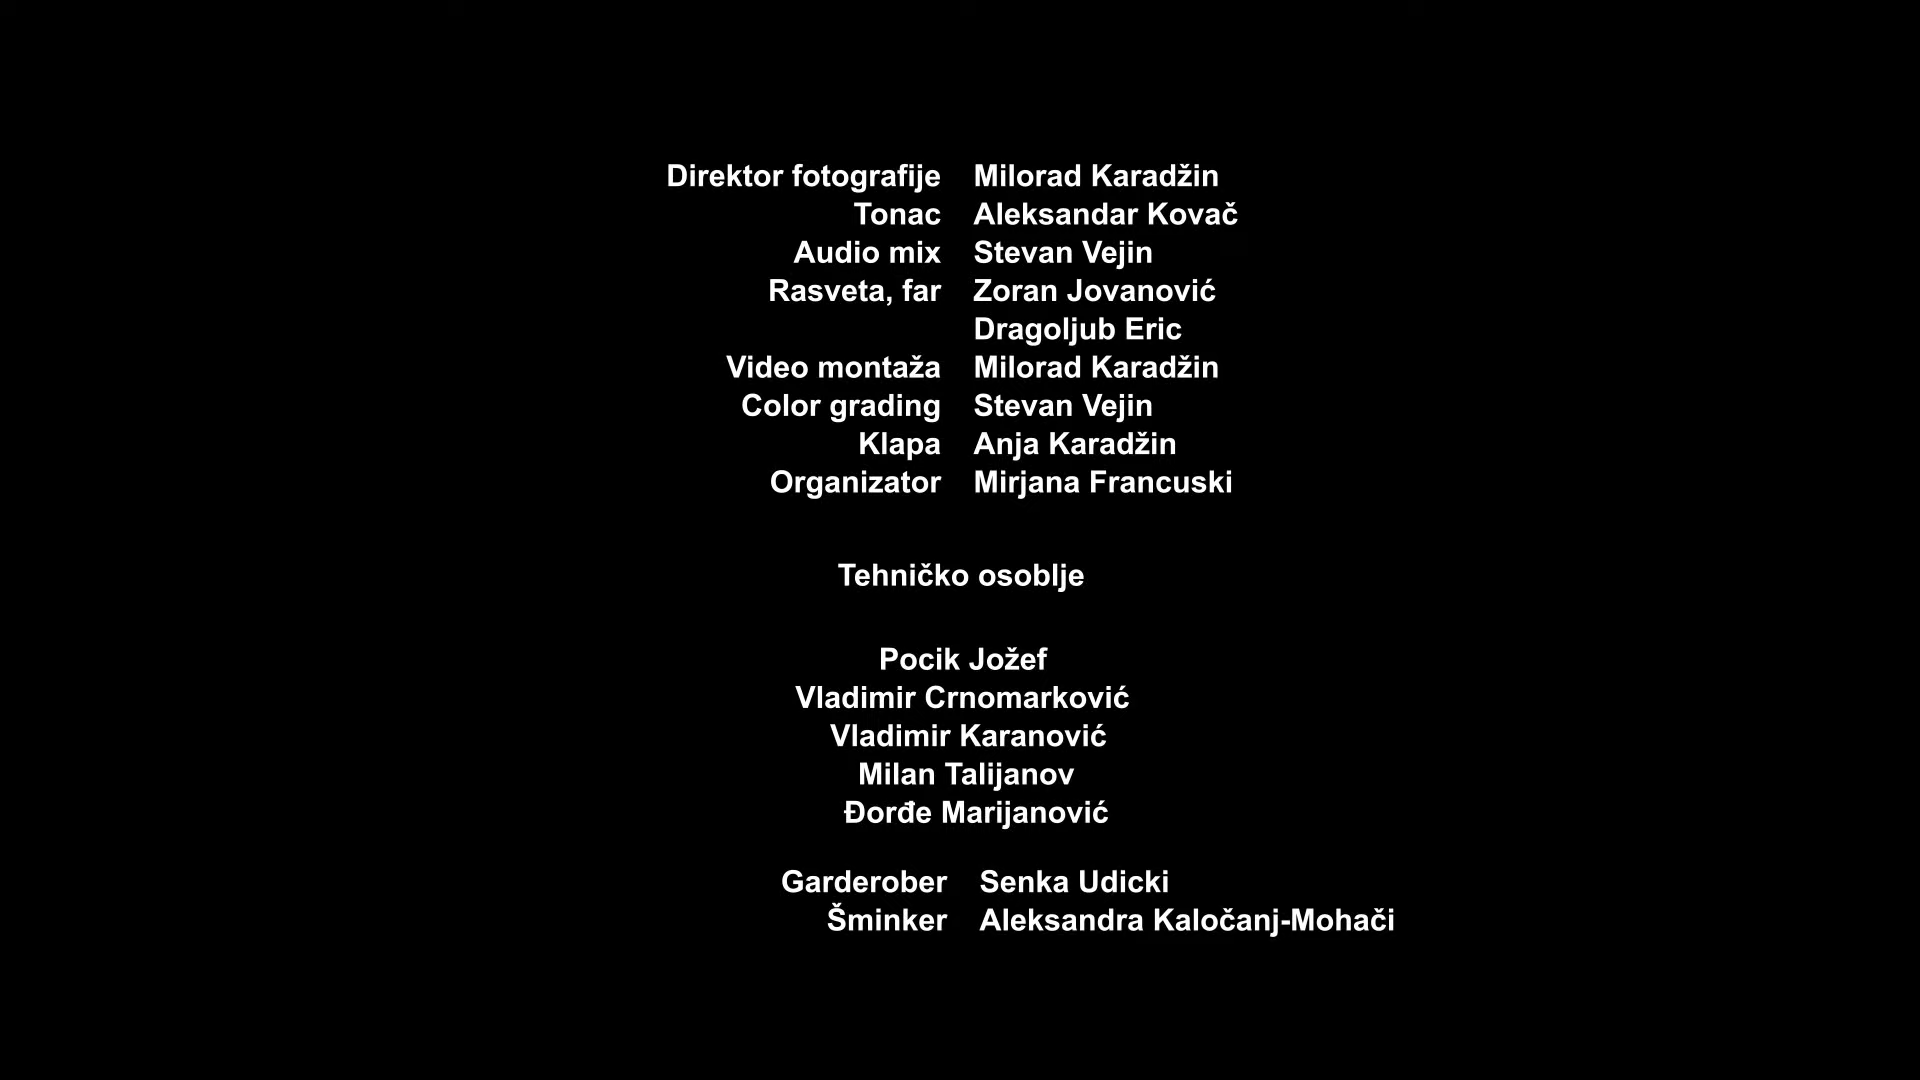 Direktor fotografije Milorad Karadžin
Tonac Aleksandar Kovač
Audio mix Stevan Vejin
Rasveta, far Zoran Jovanović
Dragoljub Eric
Video montaža Milorad Karadžin
Color grading Stevan Vejin
Klapa Anja Karadžin
Organizator Mirjana Francuski
Tehničko osoblje
Pocik Jožef
Vladimir Crnomarković
Vladimir Karanović
Milan Talijanov
Đorđe Marijanović
Garderober Senka Udicki
Šminker Aleksandra Kaločanj-Mohači